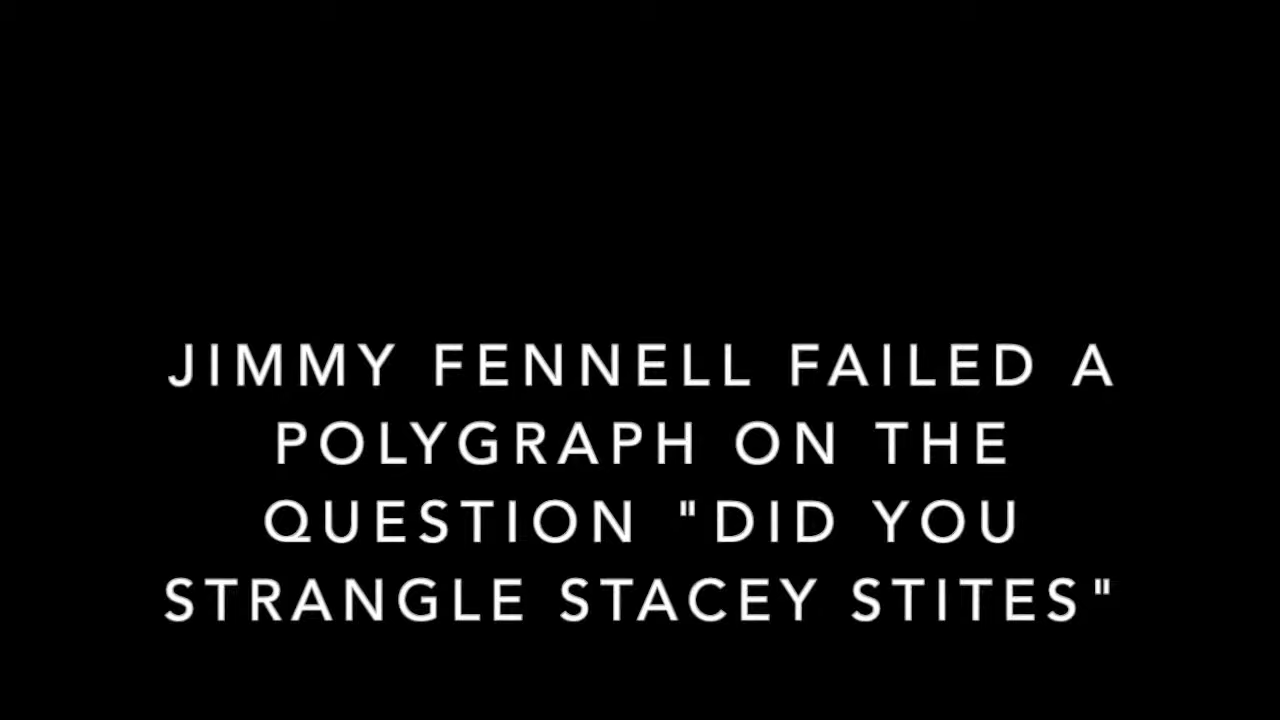 JIMMY FENNELL FAILED A
POLYGRAPH ON THE
QUESTION "DID YOU
STRANGLE STACEY STITES"